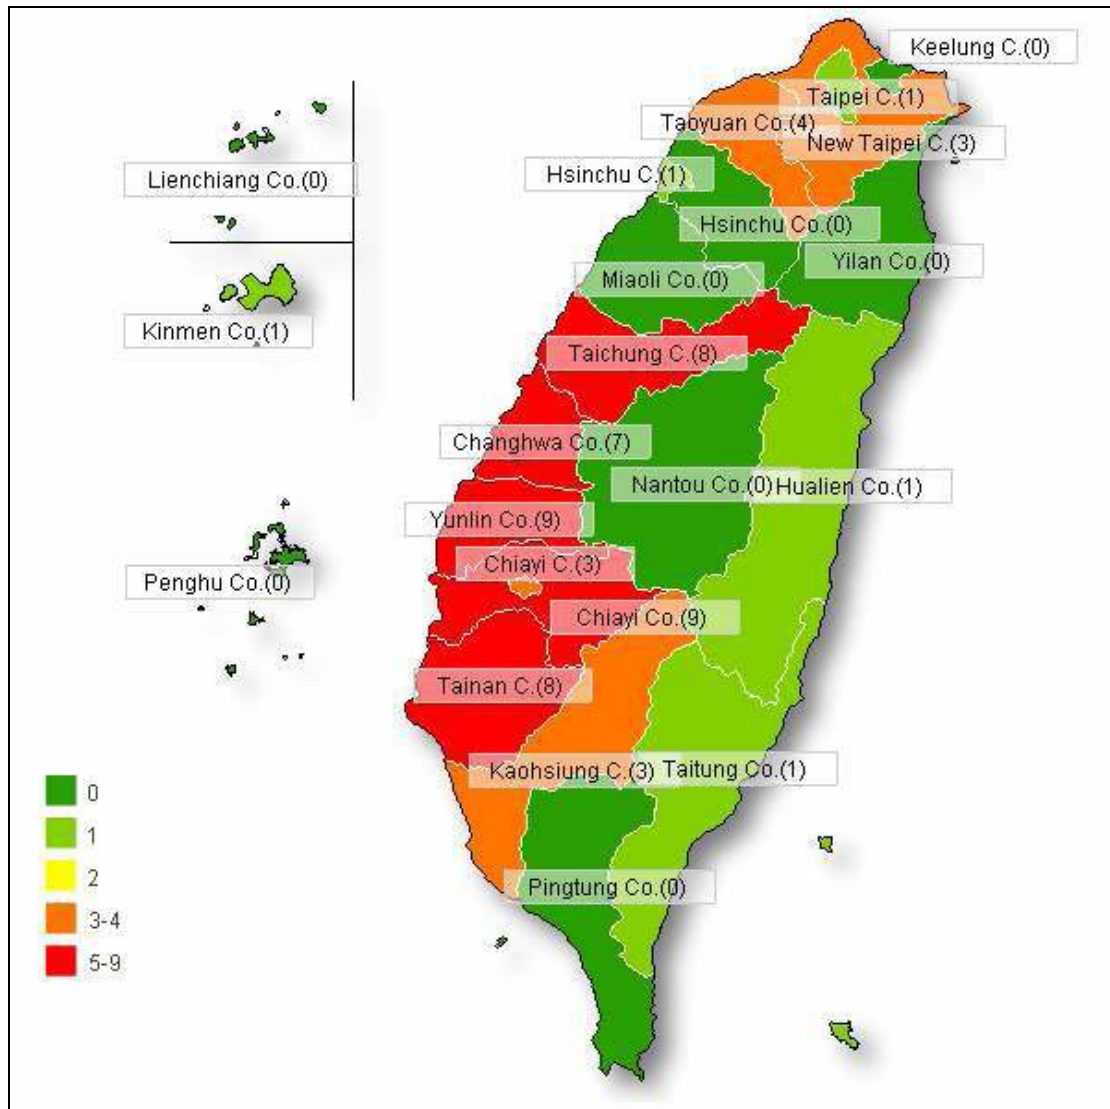 Keelung C.(0)
Taipei C.(1)
Taoyuan Co.(4)
New Taipei C.(3)
Lienchiang Co.(0)
Hsinchu C.(1)
Hsinchu Co.(0)
Yilan Co.(0)
Miaoli Co.(0)
Kinmen Co.(1)
Taichung C.(8)
Changhwa Co.(7)
Nantou Co.(0)
Hualien Co.(1)
Yunlin Co.(9)
Chiayi C.(3)
Penghu Co.(0)
Chiayi Co.(9)
Tainan C.(8)
Kaohsiung C.(3)
Taitung Co.(1)
Pingtung Co.(0)
0
1
2
3-4
5-9